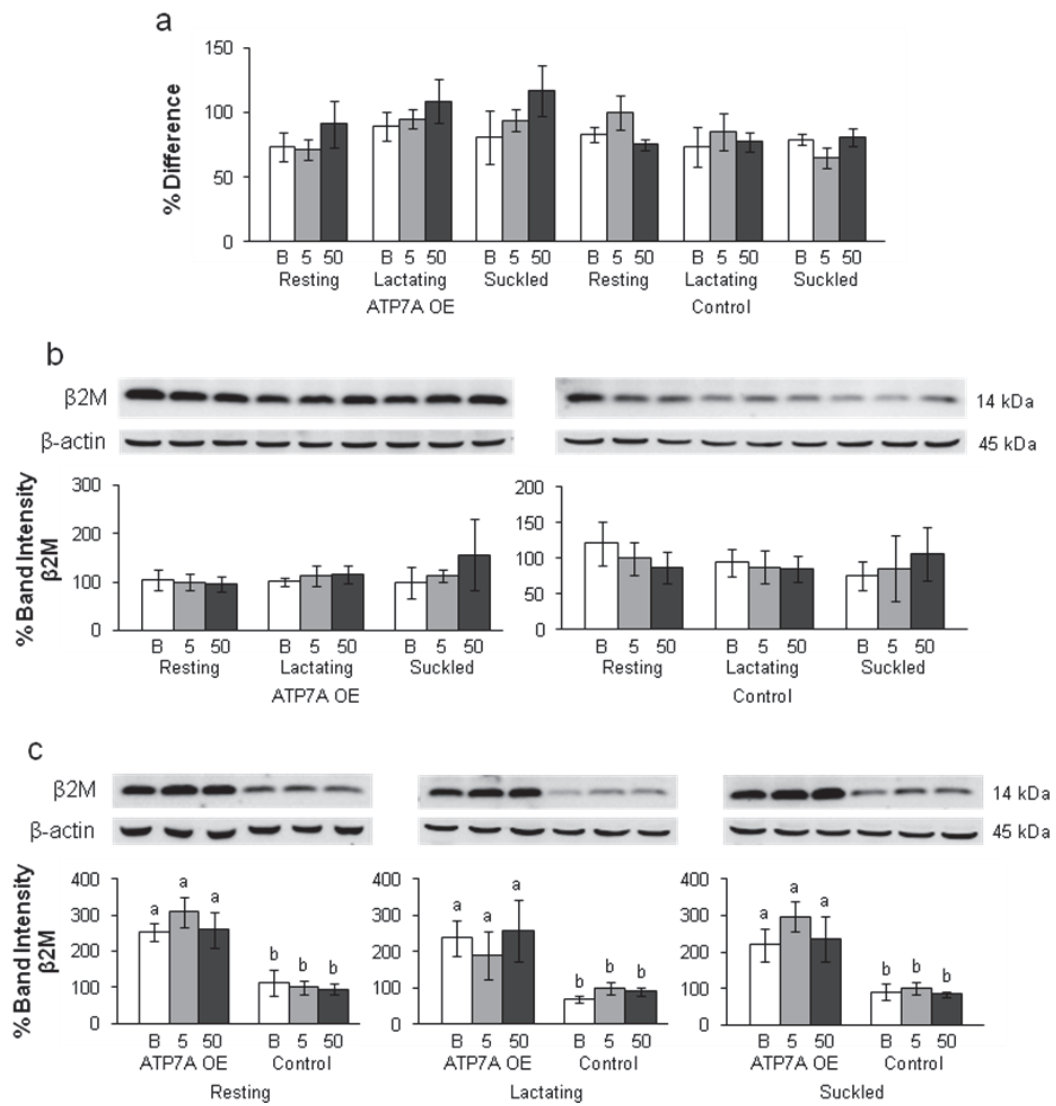 a
150
100
50
0
% Difference
B 5 50 B 5 50 B 5 50 B 5 50 B 5 50 B 5 50
Resting Lactating Suckled Resting Lactating Suckled
ATP7A OE Control
b
β2M 14 kDa
β-actin 45 kDa
% Band Intensity
β2M
300
200
100
0
200
150
100
50
0
B 5 50 B 5 50 B 5 50 B 5 50 B 5 50 B 5 50
Resting Lactating Suckled Resting Lactating Suckled
ATP7A OE Control
c
β2M 14 kDa
β-actin 45 kDa
% Band Intensity
β2M
400
300
200
100
0
a a a b b b
400
300
200
100
0
a a a b b b
400
300
200
100
0
a a a b b b
B 5 50 B 5 50 B 5 50 B 5 50 B 5 50 B 5 50
ATP7A OE Control ATP7A OE Control ATP7A OE Control
Resting Lactating Suckled